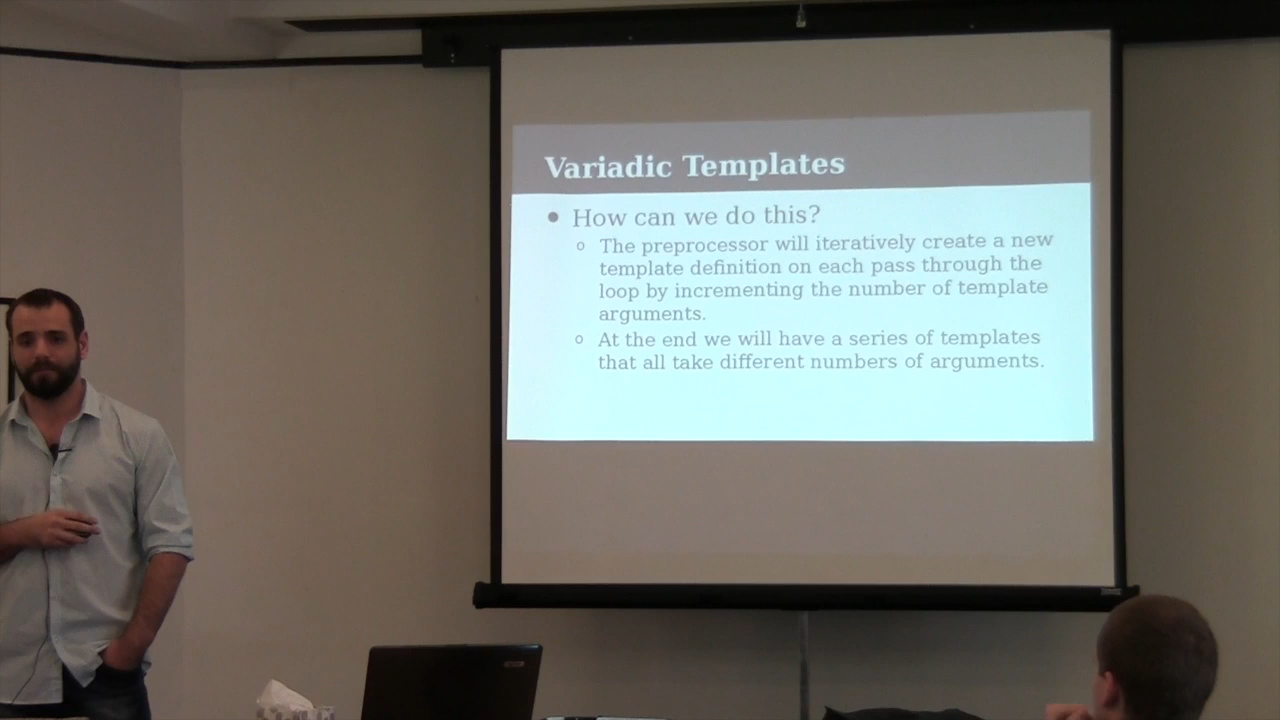 Variadic Templates
● How can we do this?
○ The preprocessor will iteratively create a new
template definition on each pass through the
loop by incrementing the number of template
arguments.
○ At the end we will have a series of templates
that all take different numbers of arguments.